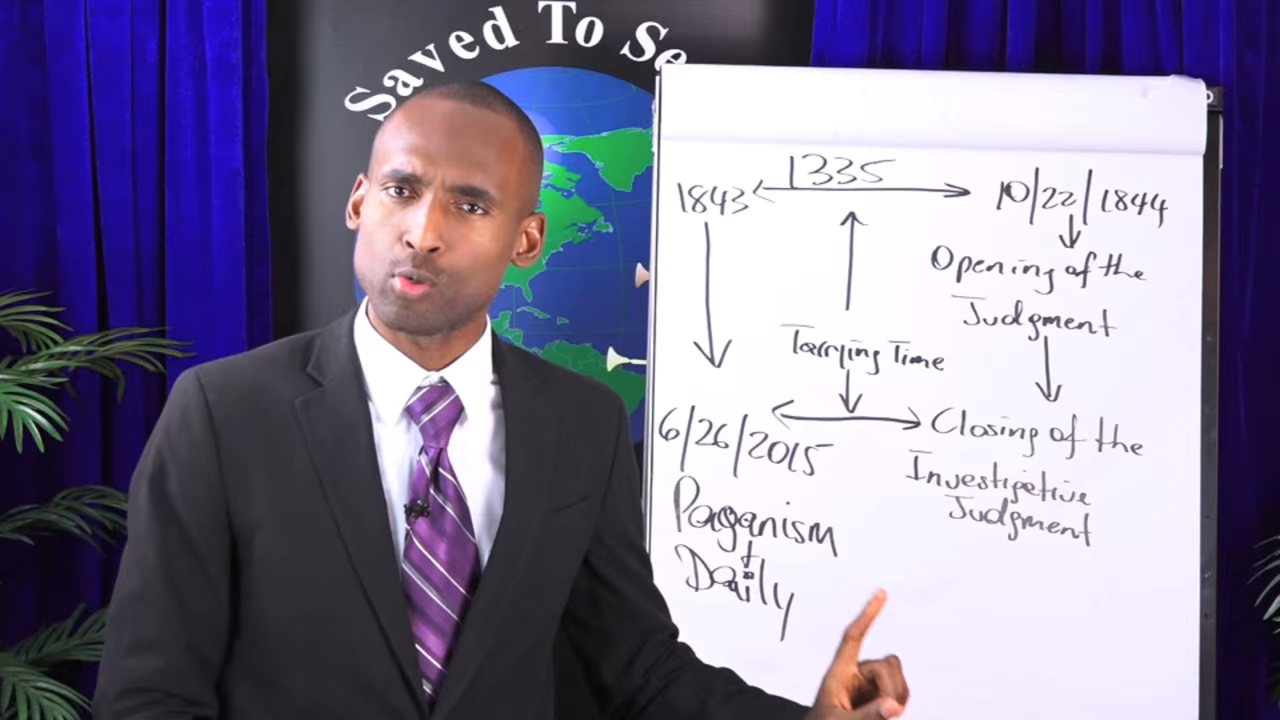 Saved To Se
1335
1843
10/22/1844
Opening of the
Judgment
Tarrying Time
Closing of the
6/26/2015
Investigative
Judgment
Paganism
Daily